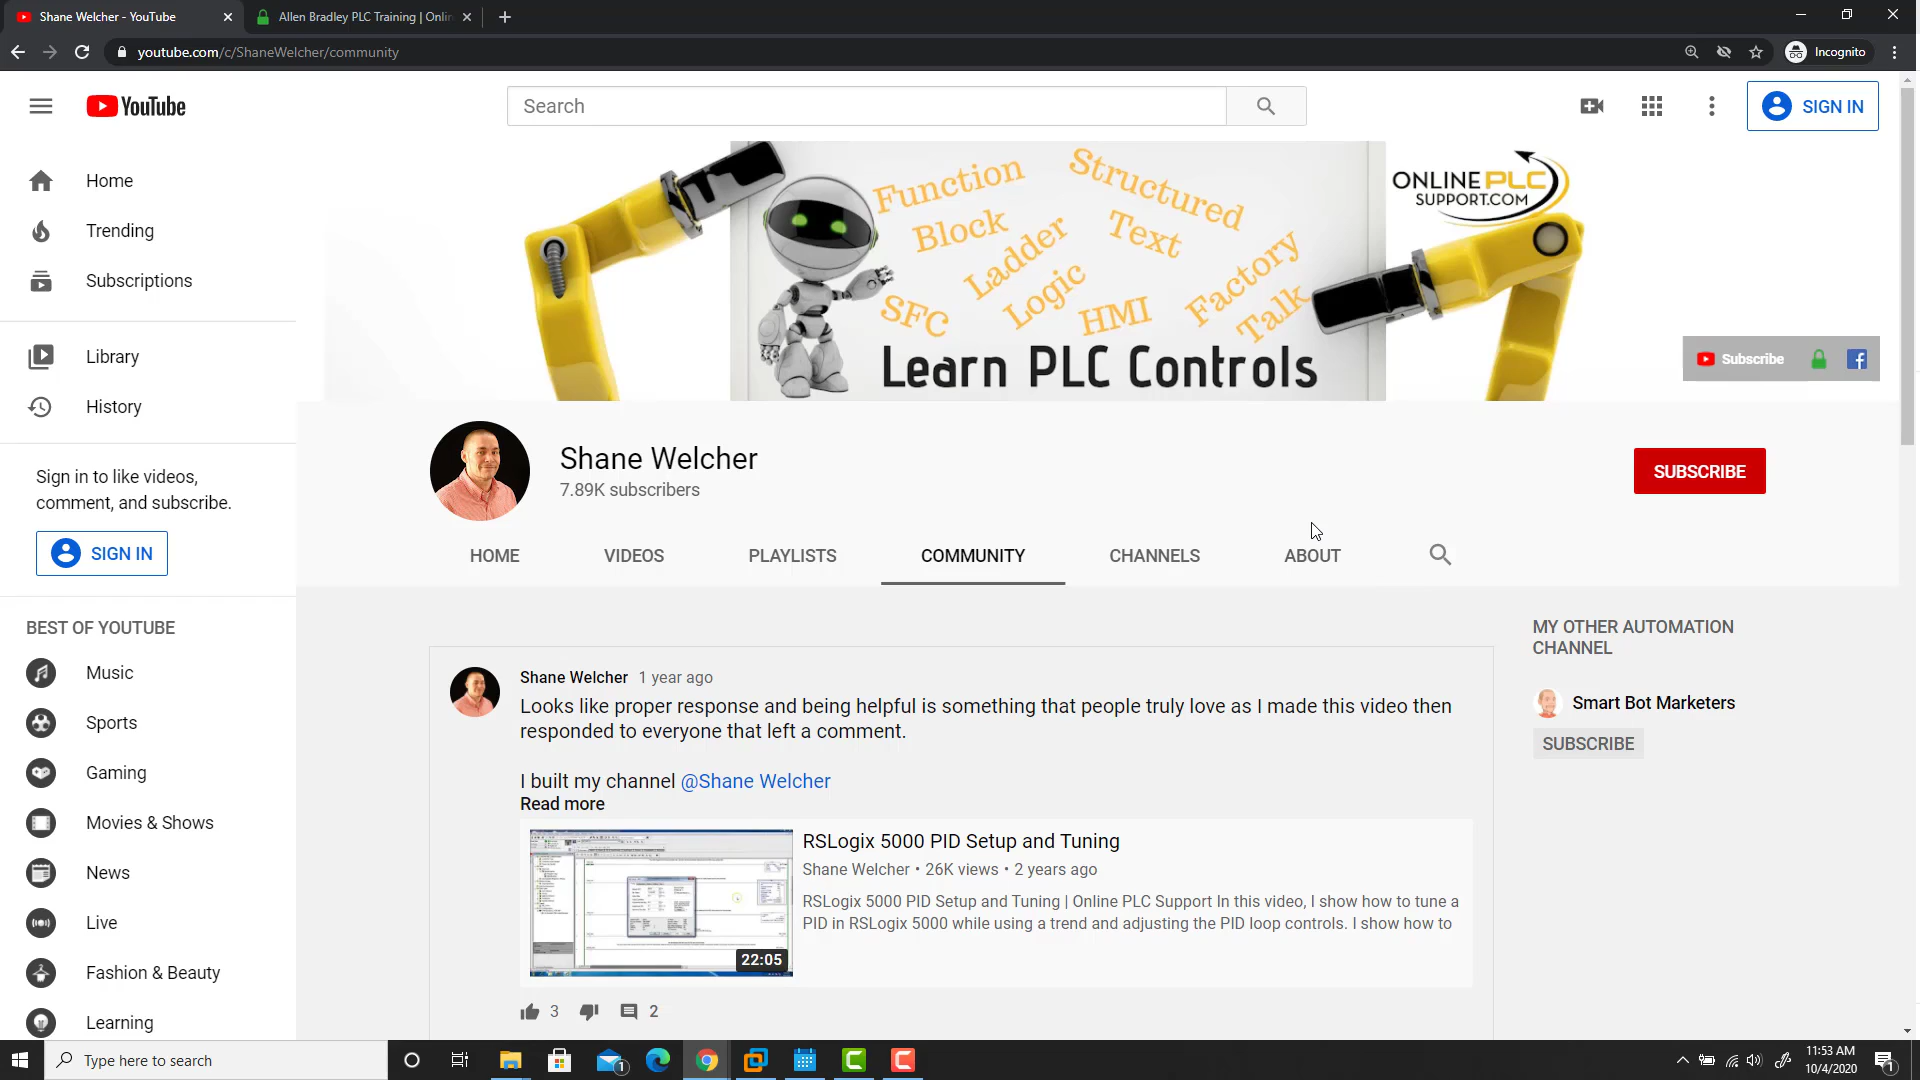 Shane Welcher - YouTube
Allen Bradley PLC Training | Onlin
youtube.com/c/ShaneWelcher/community
Incognito
YouTube
Search
SIGN IN
Home
Trending
Subscriptions
Library
History
Sign in to like videos,
comment, and subscribe.
SIGN IN
BEST OF YOUTUBE
Music
Sports
Gaming
Movies & Shows
News
Live
Fashion & Beauty
Learning
Function
Block
Structured
Text
Ladder
Logic
SFC
HMI
Factory
Talk
Learn PLC Controls
ONLINE PLC
SUPPORT.COM
Subscribe
Shane Welcher
7.89K subscribers
SUBSCRIBE
HOME
VIDEOS
PLAYLISTS
COMMUNITY
CHANNELS
ABOUT
Shane Welcher 1 year ago
Looks like proper response and being helpful is something that people truly love as I made this video then
responded to everyone that left a comment.
I built my channel @Shane Welcher
Read more
RSLogix 5000 PID Setup and Tuning
Shane Welcher • 26K views • 2 years ago
RSLogix 5000 PID Setup and Tuning | Online PLC Support In this video, I show how to tune a
PID in RSLogix 5000 while using a trend and adjusting the PID loop controls. I show how to
22:05
3
2
MY OTHER AUTOMATION
CHANNEL
Smart Bot Marketers
SUBSCRIBE
Type here to search
1
11:53 AM
10/4/2020
1